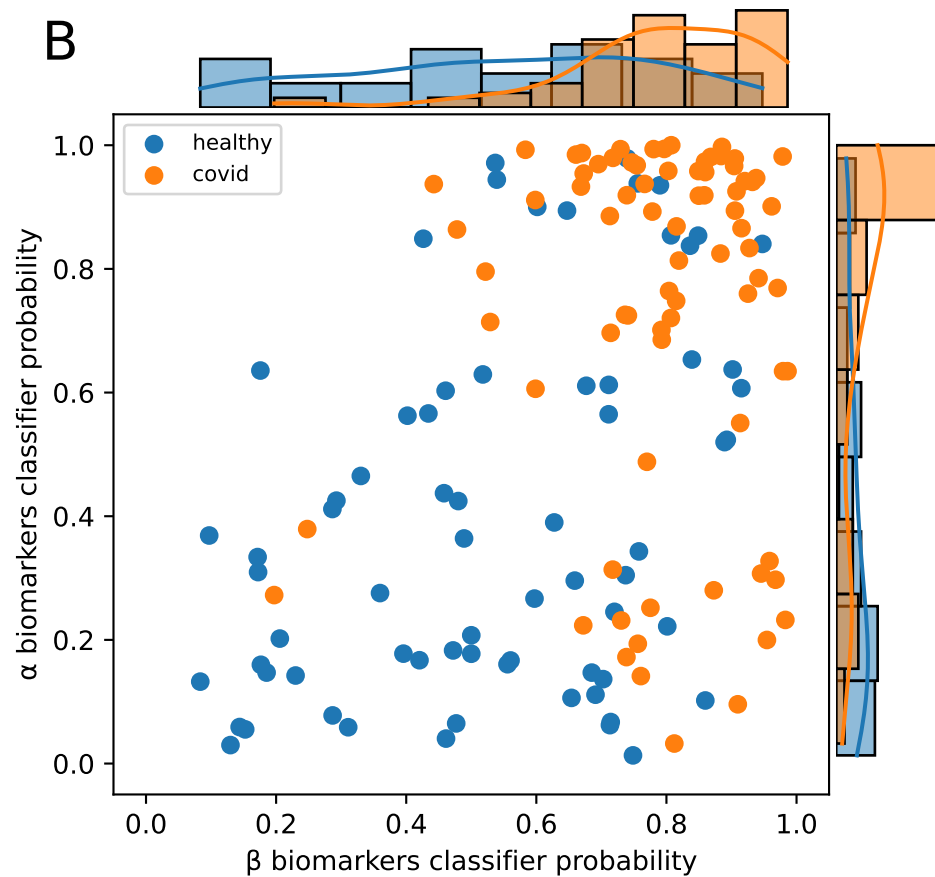 B
healthy
covid
1.0
0.8
0.6
0.4
0.2
0.0
α biomarkers classifier probability
0.0 0.2 0.4 0.6 0.8 1.0
β biomarkers classifier probability